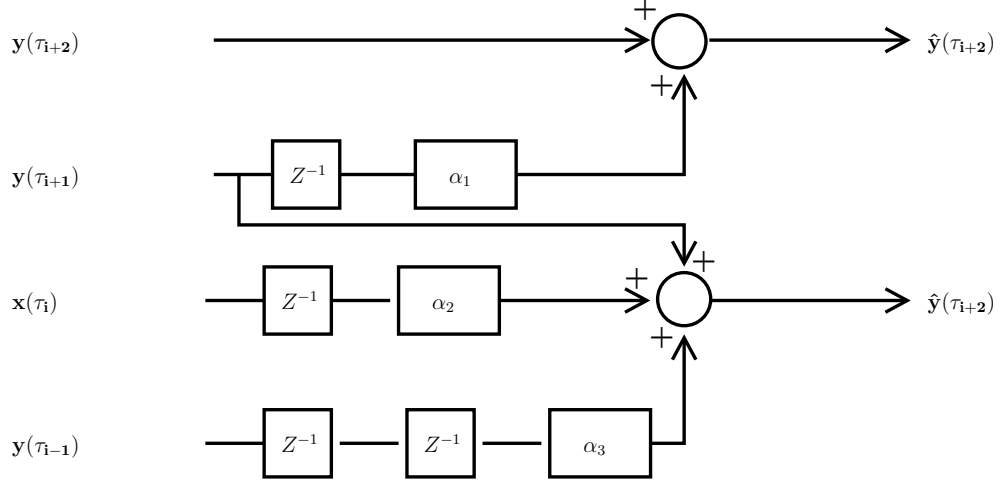 +
y(τi+2) ŷ(τi+2)
+
y(τi+1) Z⁻¹ α₁
+
+
x(τi) Z⁻¹ α₂ ŷ(τi+2)
+
y(τi−1) Z⁻¹ Z⁻¹ α₃